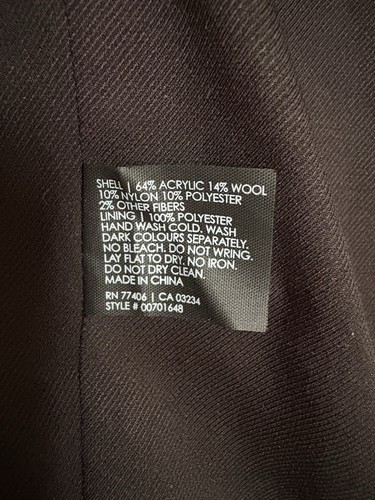 SHELL | 64% ACRYLIC 14% WOOL
10% NYLON 10% POLYESTER
2% OTHER FIBERS
LINING | 100% POLYESTER
HAND WASH COLD. WASH
DARK COLOURS SEPARATELY.
NO BLEACH. DO NOT WRING.
LAY FLAT TO DRY. NO IRON.
DO NOT DRY CLEAN.
MADE IN CHINA
RN 77406 | CA 03234
STYLE # 00701648